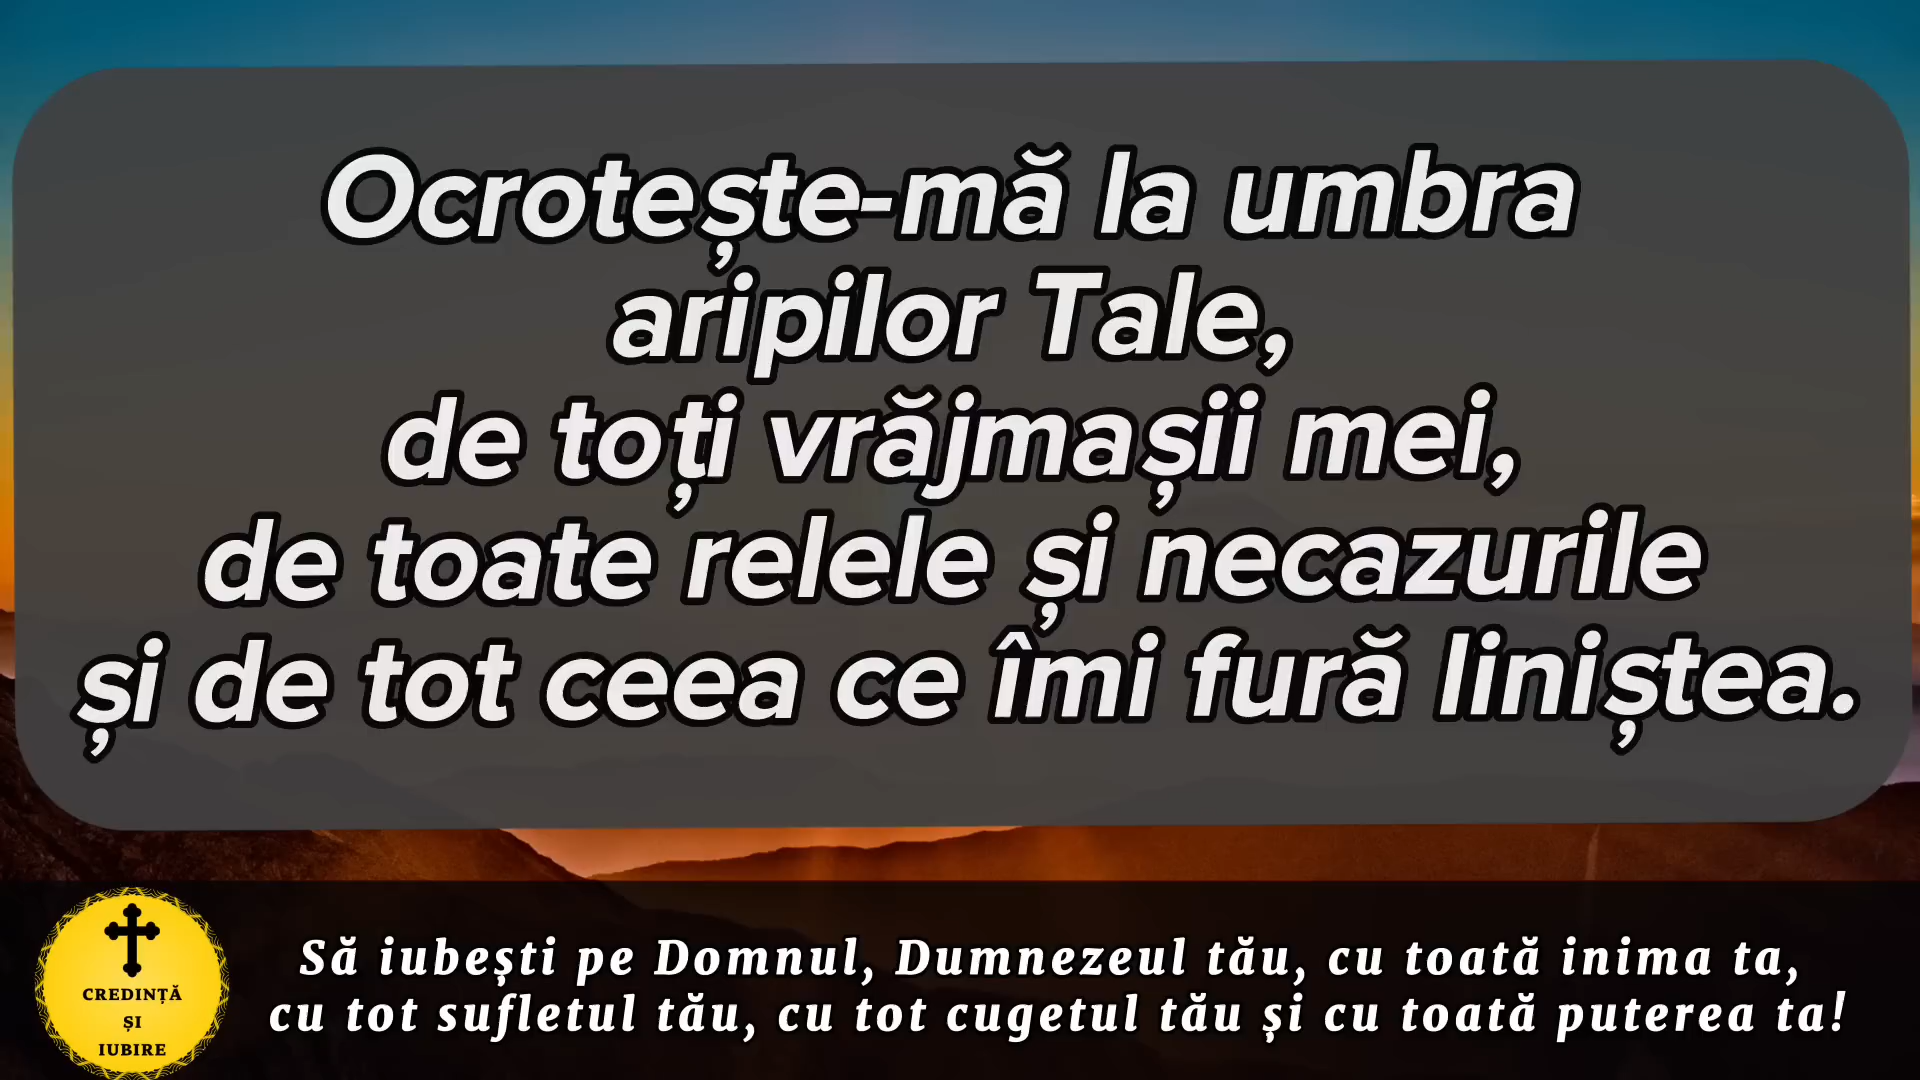 Ocrotește-mă la umbra
aripilor Tale,
de toți vrăjmașii mei,
de toate relele și necazurile
și de tot ceea ce îmi fură liniștea.
CREDINȚĂ
ȘI
IUBIRE
Să iubești pe Domnul, Dumnezeul tău, cu toată inima ta,
cu tot sufletul tău, cu tot cugetul tău și cu toată puterea ta!